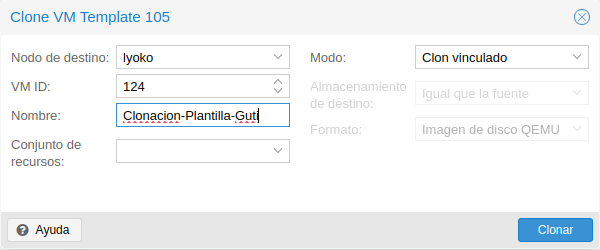 Clone VM Template 105
Nodo de destino: lyoko
Modo: Clon vinculado
VM ID: 124
Almacenamiento de destino: Igual que la fuente
Nombre: Clonacion-Plantilla-Guti
Formato: Imagen de disco QEMU
Conjunto de recursos:
Ayuda
Clonar